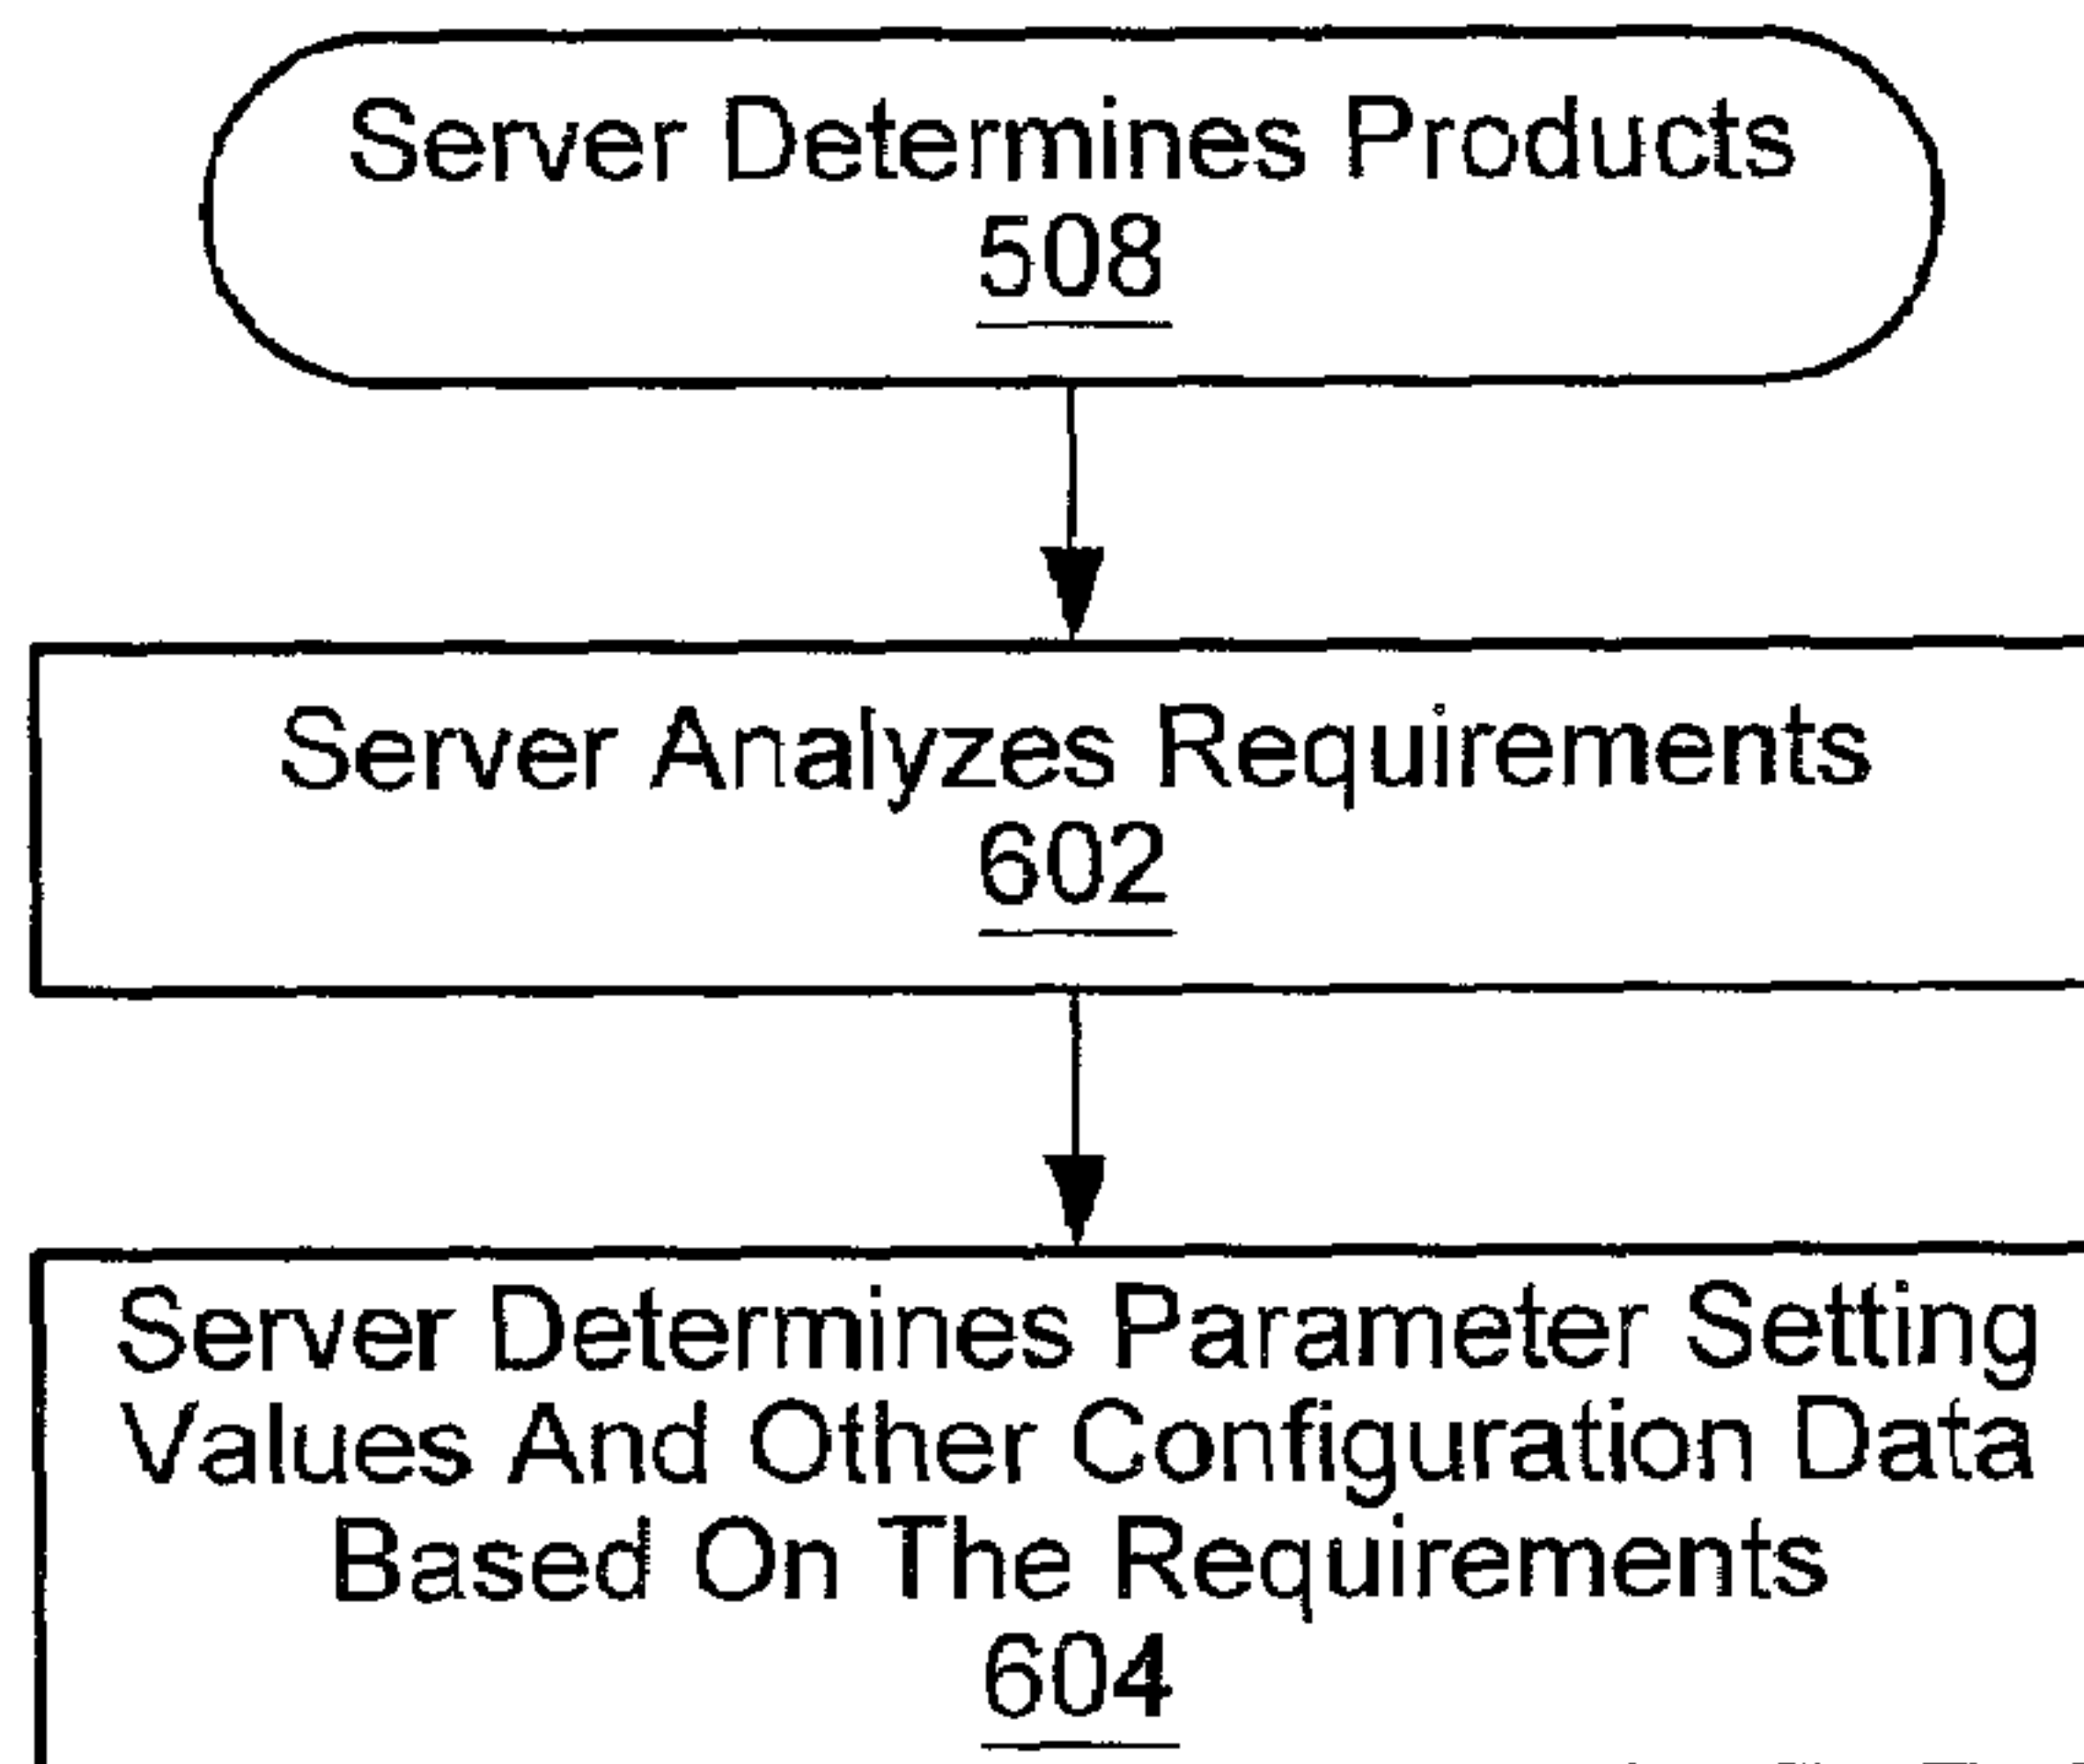 Server Determines Products
508
Server Analyzes Requirements
602
Server Determines Parameter Setting
Values And Other Configuration Data
Based On The Requirements
604